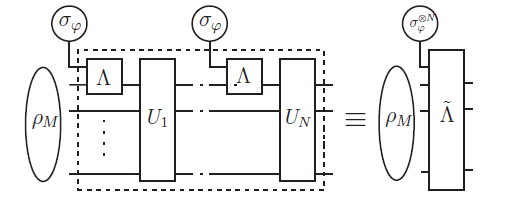 σ_φ σ_φ σ_φ^{⊗N}
Λ Λ
ρ_M U_1 U_N ≡ ρ_M Λ̃